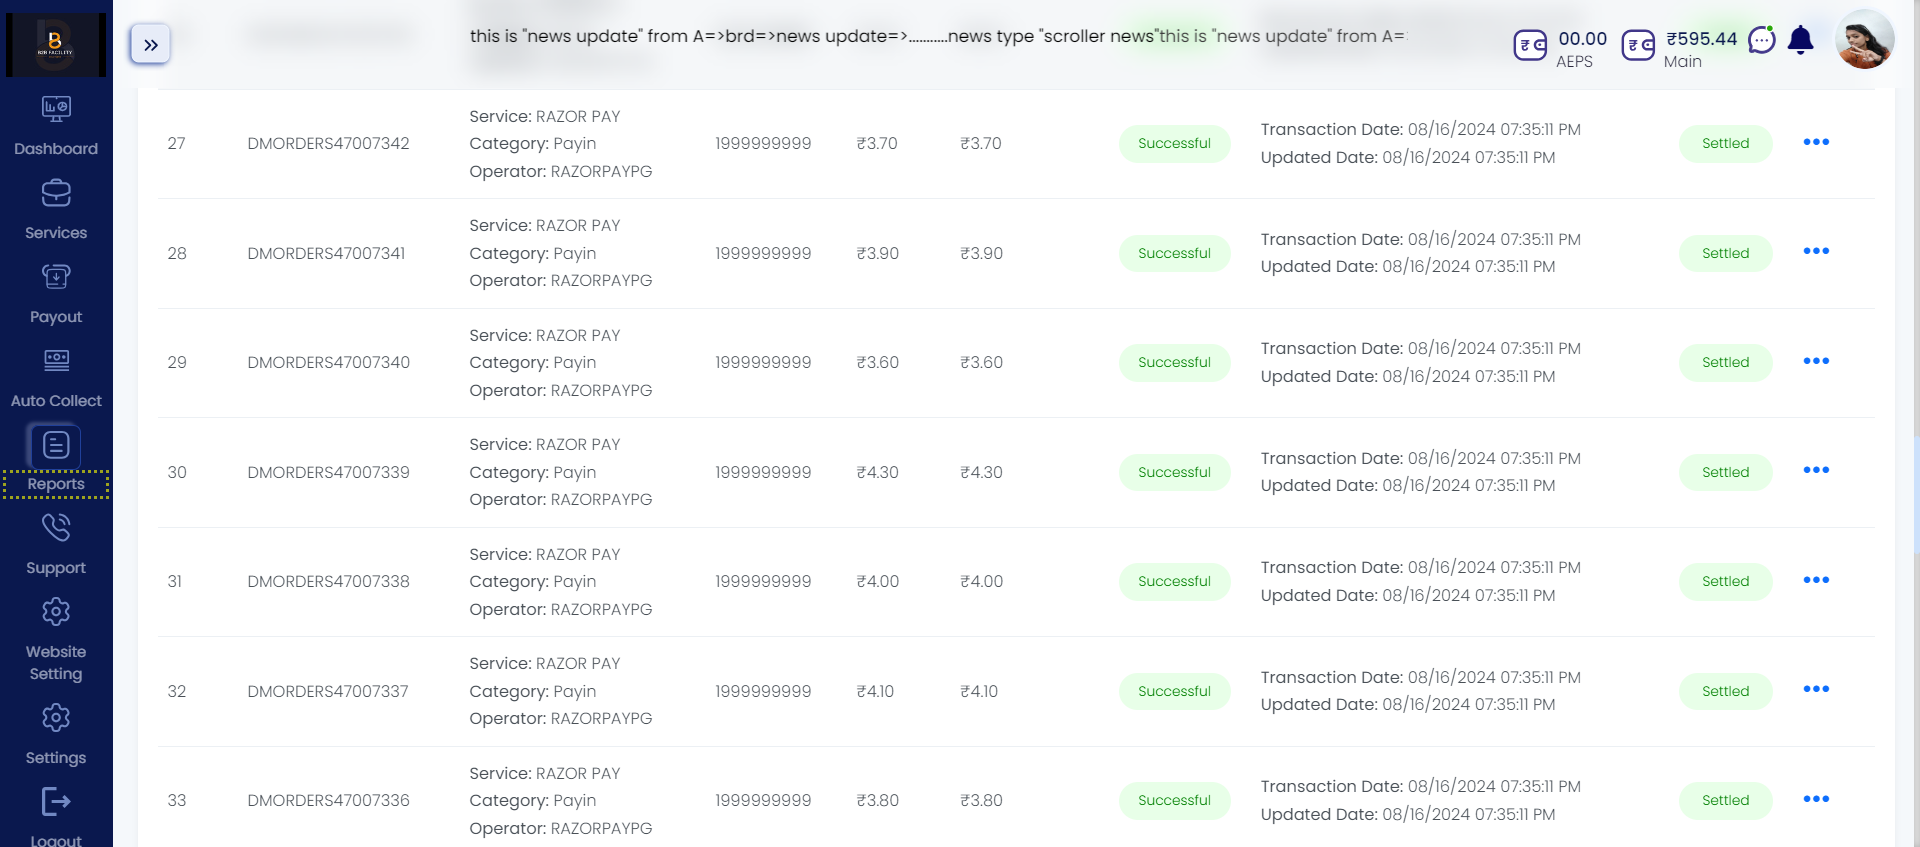 B2B FACILITY
this is "news update" from A=>brd=>news update=>...........news type "scroller news"this is "news update" from A=
00.00
AEPS
₹595.44
Main
Dashboard
Services
Payout
Auto Collect
Reports
Support
Website
Setting
Settings
Logout
27 DMORDERS47007342 Service: RAZOR PAY Category: Payin Operator: RAZORPAYPG 1999999999 ₹3.70 ₹3.70 Successful Transaction Date: 08/16/2024 07:35:11 PM Updated Date: 08/16/2024 07:35:11 PM Settled
28 DMORDERS47007341 Service: RAZOR PAY Category: Payin Operator: RAZORPAYPG 1999999999 ₹3.90 ₹3.90 Successful Transaction Date: 08/16/2024 07:35:11 PM Updated Date: 08/16/2024 07:35:11 PM Settled
29 DMORDERS47007340 Service: RAZOR PAY Category: Payin Operator: RAZORPAYPG 1999999999 ₹3.60 ₹3.60 Successful Transaction Date: 08/16/2024 07:35:11 PM Updated Date: 08/16/2024 07:35:11 PM Settled
30 DMORDERS47007339 Service: RAZOR PAY Category: Payin Operator: RAZORPAYPG 1999999999 ₹4.30 ₹4.30 Successful Transaction Date: 08/16/2024 07:35:11 PM Updated Date: 08/16/2024 07:35:11 PM Settled
31 DMORDERS47007338 Service: RAZOR PAY Category: Payin Operator: RAZORPAYPG 1999999999 ₹4.00 ₹4.00 Successful Transaction Date: 08/16/2024 07:35:11 PM Updated Date: 08/16/2024 07:35:11 PM Settled
32 DMORDERS47007337 Service: RAZOR PAY Category: Payin Operator: RAZORPAYPG 1999999999 ₹4.10 ₹4.10 Successful Transaction Date: 08/16/2024 07:35:11 PM Updated Date: 08/16/2024 07:35:11 PM Settled
33 DMORDERS47007336 Service: RAZOR PAY Category: Payin Operator: RAZORPAYPG 1999999999 ₹3.80 ₹3.80 Successful Transaction Date: 08/16/2024 07:35:11 PM Updated Date: 08/16/2024 07:35:11 PM Settled